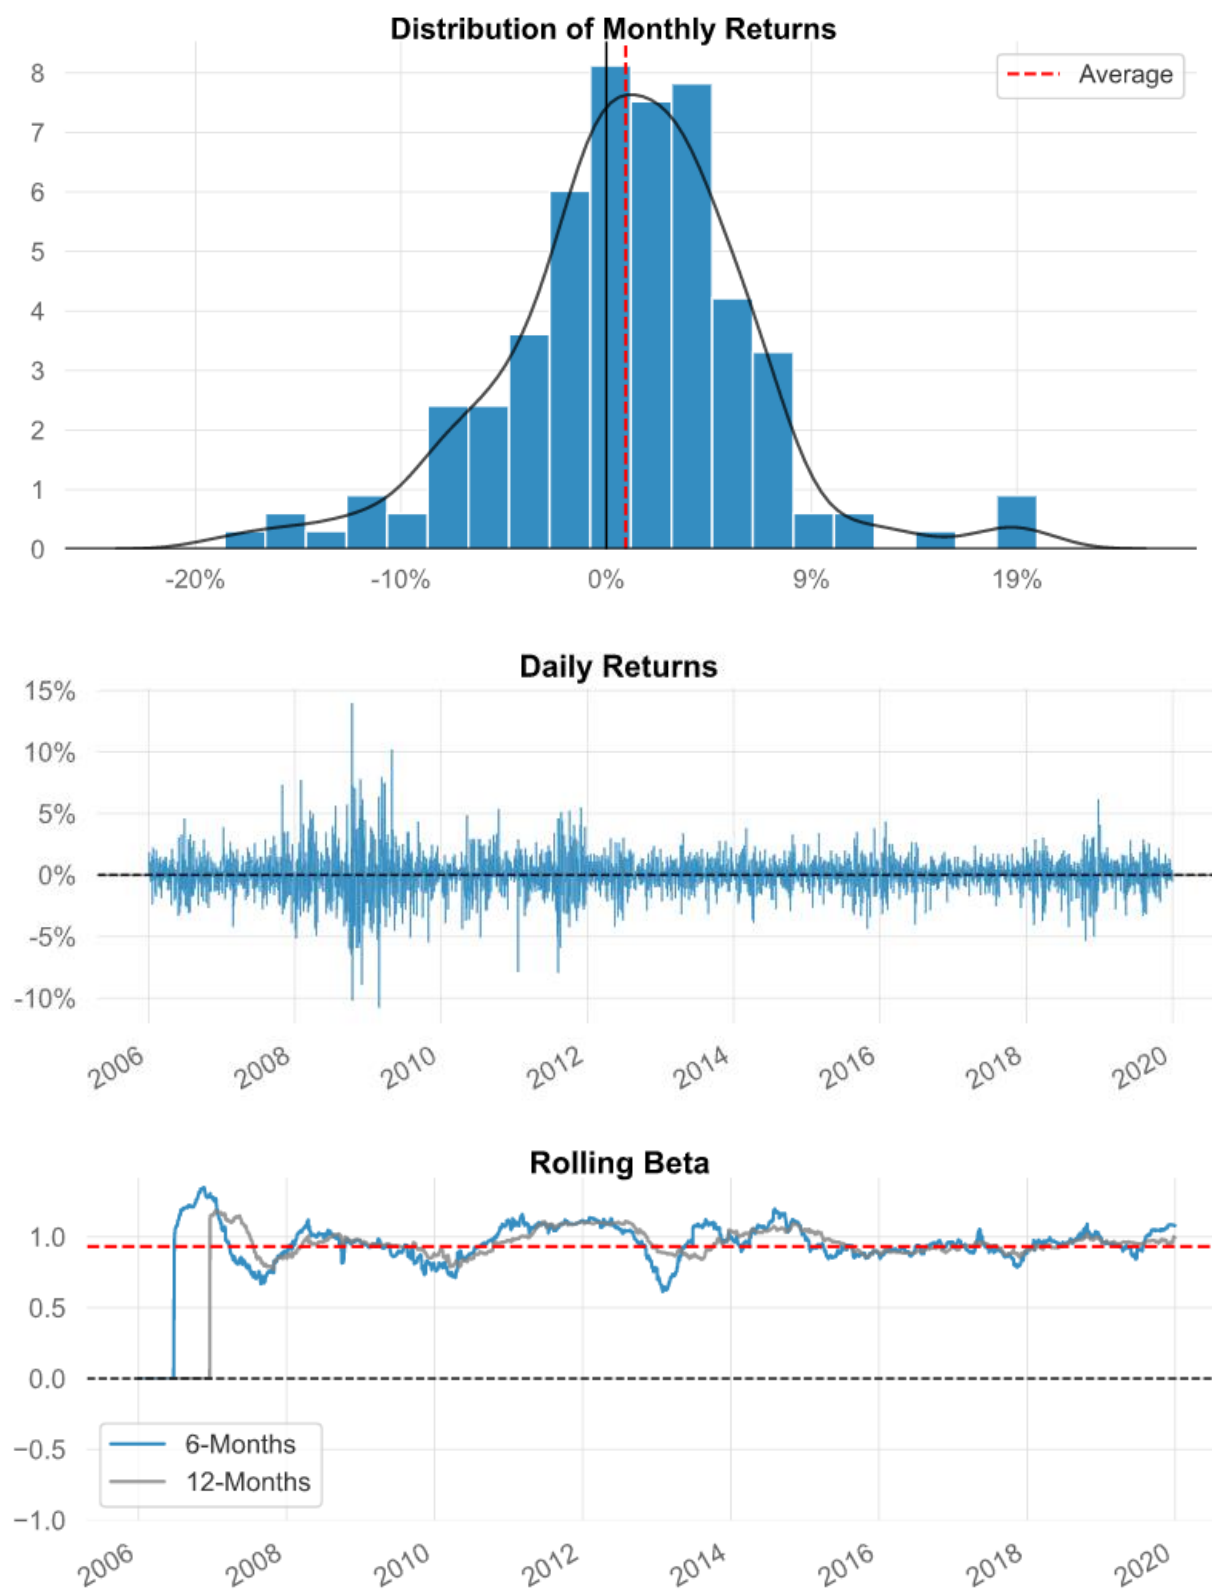 Distribution of Monthly Returns
Average
8
7
6
5
4
3
2
1
0
-20% -10% 0% 9% 19%
Daily Returns
15%
10%
5%
0%
-5%
-10%
2006 2008 2010 2012 2014 2016 2018 2020
Rolling Beta
1.0
0.5
0.0
−0.5
−1.0
6-Months
12-Months
2006 2008 2010 2012 2014 2016 2018 2020